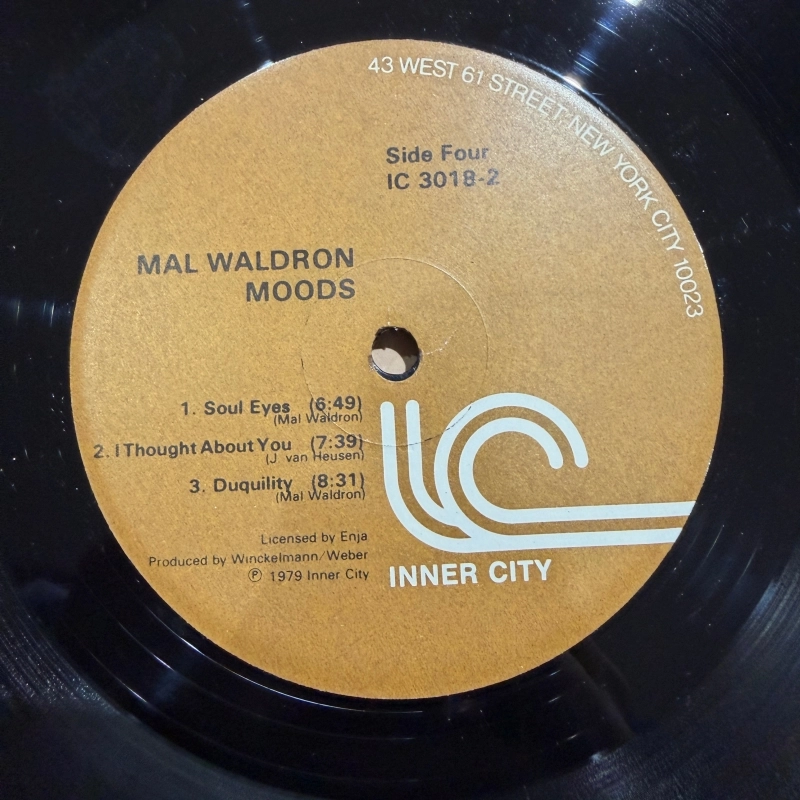 43 WEST 61 STREET, NEW YORK CITY 10023
Side Four
IC 3018-2
MAL WALDRON
MOODS
1. Soul Eyes (6:49)
(Mal Waldron)
2. I Thought About You (7:39)
(J van Heusen)
3. Duquility (8:31)
(Mal Waldron)
Licensed by Enja
Produced by Winckelmann/Weber
℗ 1979 Inner City
IC
INNER CITY